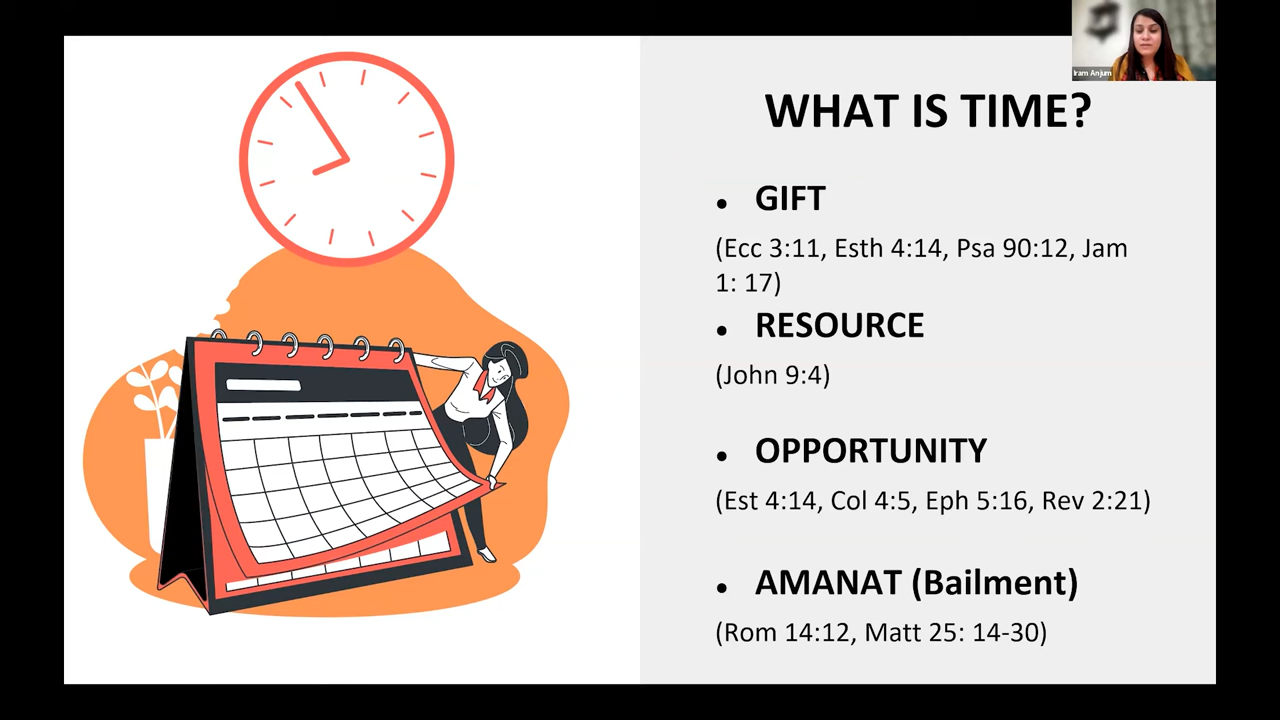 Iram Anjum
WHAT IS TIME?
• GIFT
(Ecc 3:11, Esth 4:14, Psa 90:12, Jam
1: 17)
• RESOURCE
(John 9:4)
• OPPORTUNITY
(Est 4:14, Col 4:5, Eph 5:16, Rev 2:21)
• AMANAT (Bailment)
(Rom 14:12, Matt 25: 14-30)